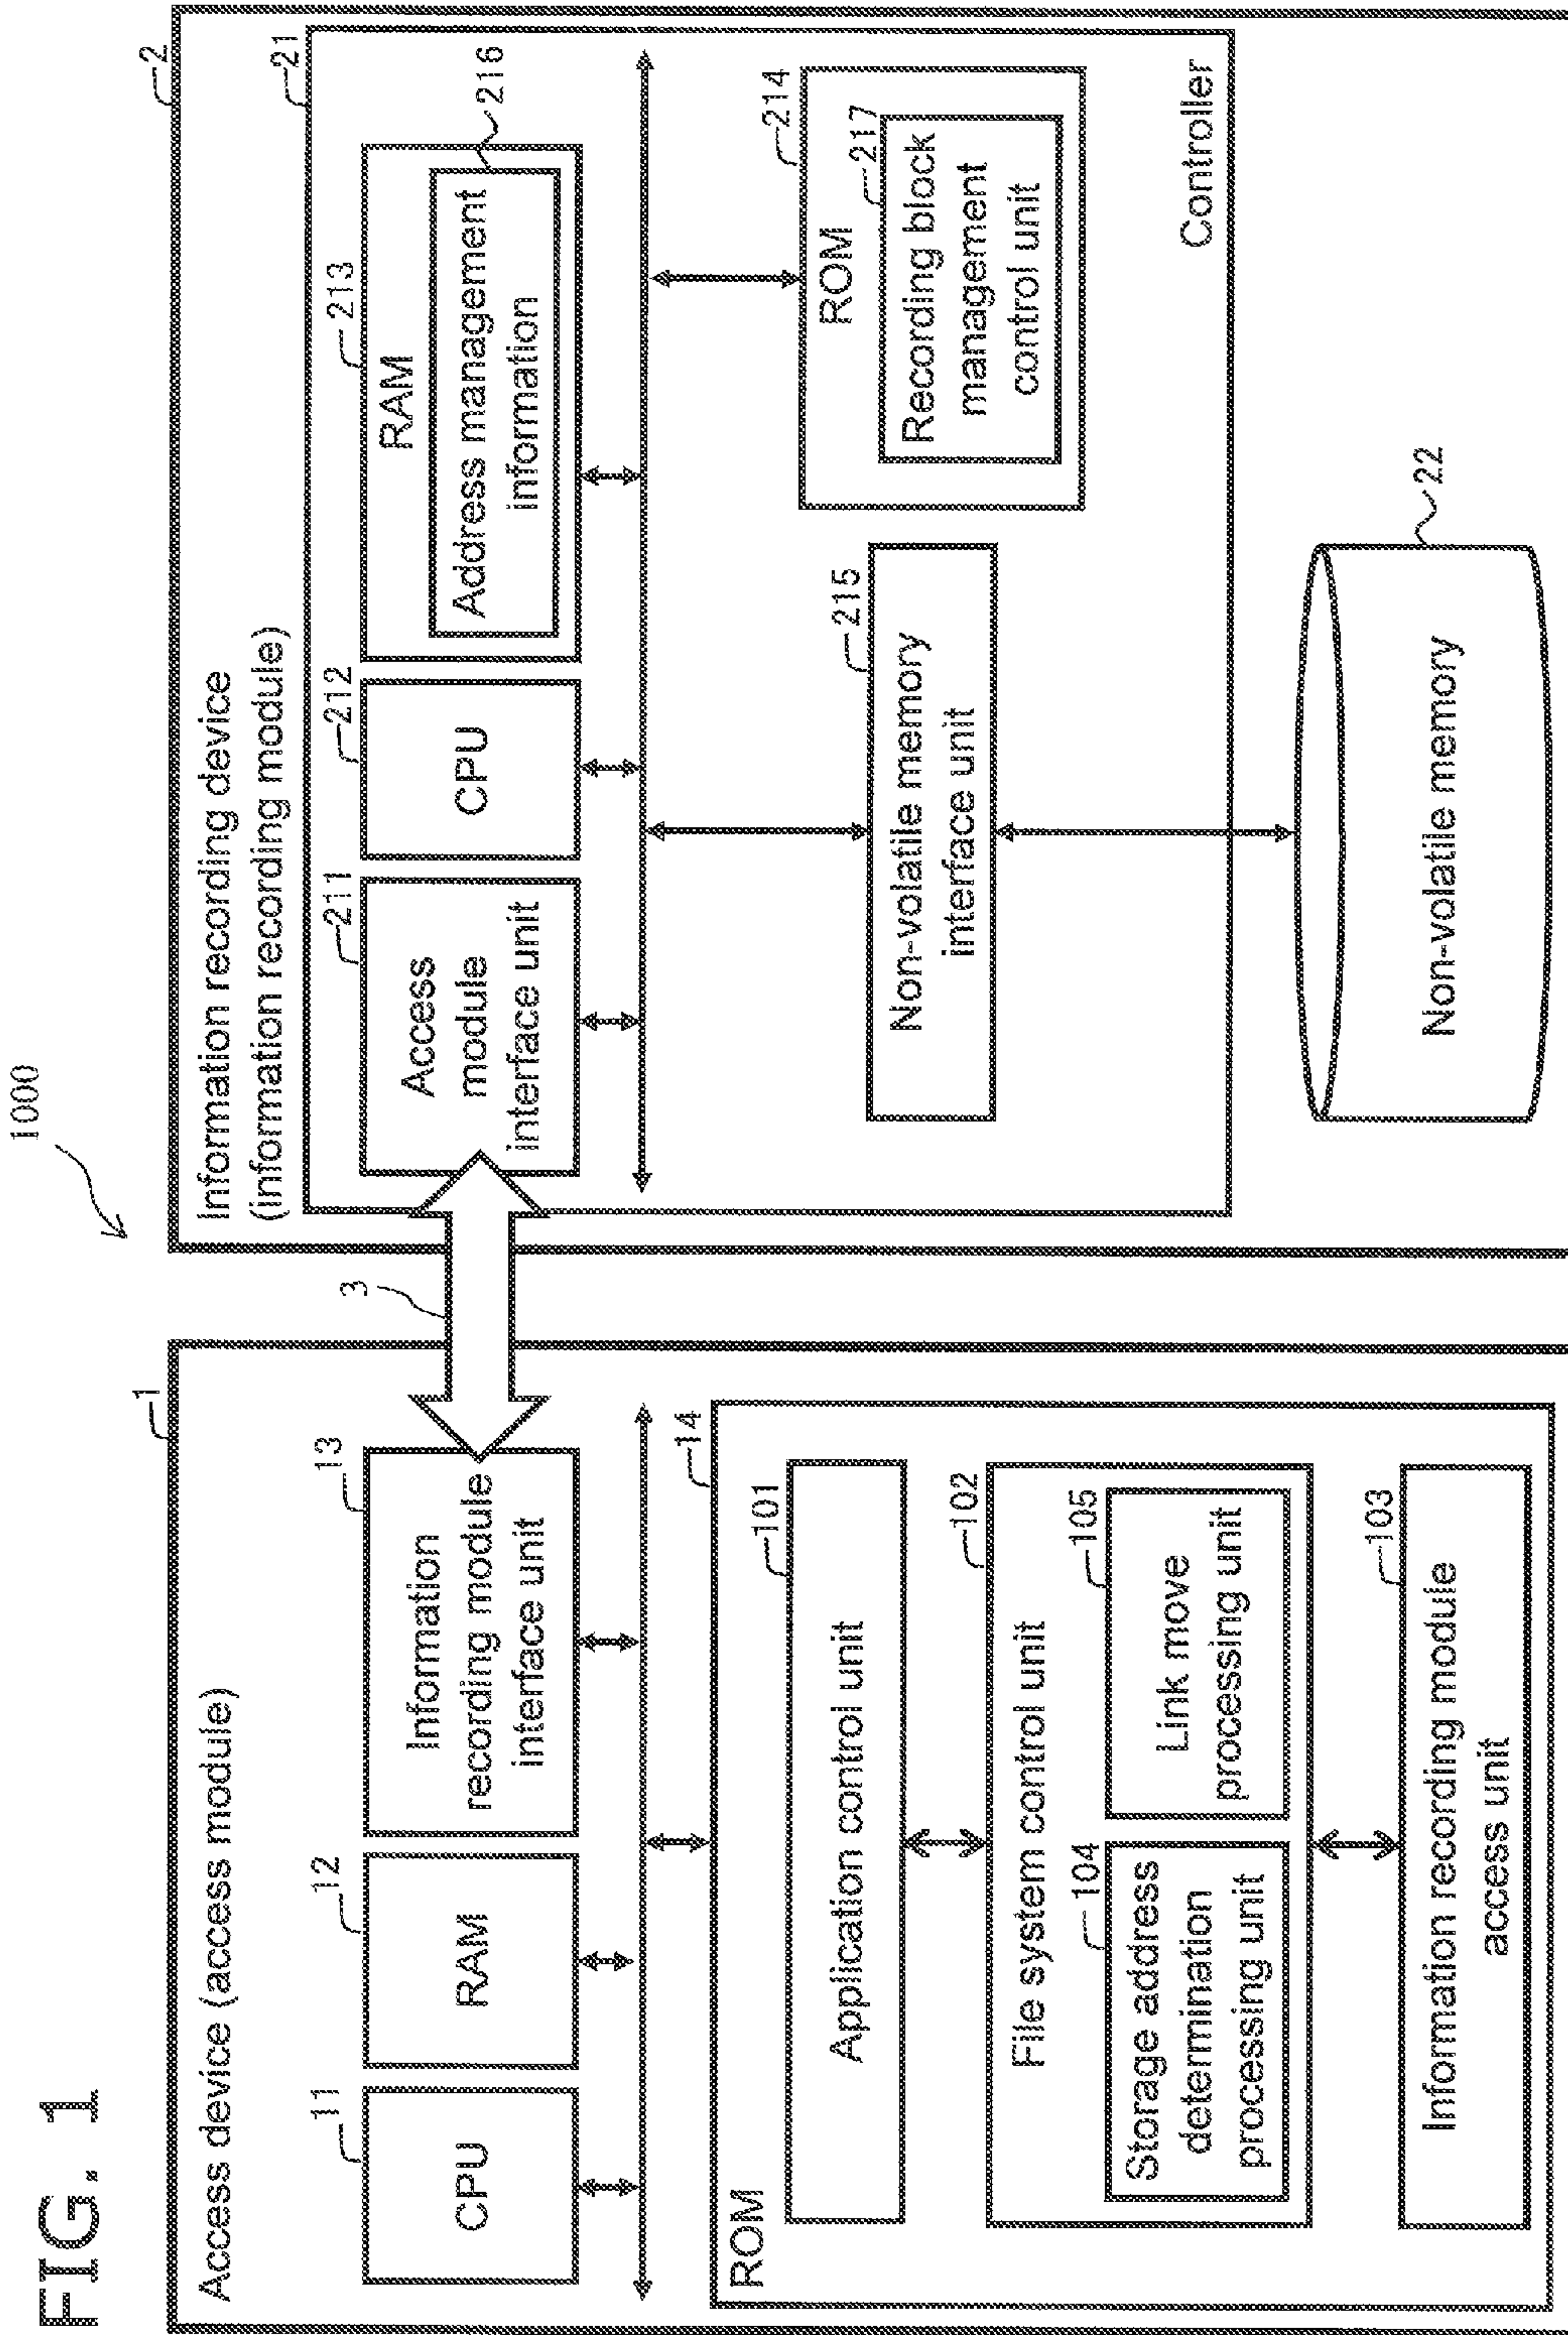 FIG. 1
1000
Access device (access module)
1
CPU
11
RAM
12
Information
recording module
interface unit
13
3
ROM
14
Application control unit
101
File system control unit
102
Storage address
determination
processing unit
104
Link move
processing unit
105
Information recording module
access unit
103
Information recording device
(information recording module)
2
21
Access
module
interface unit
211
CPU
212
RAM
213
Address management
information
216
Non-volatile memory
interface unit
215
ROM
214
Recording block
management
control unit
217
Controller
Non-volatile memory
22